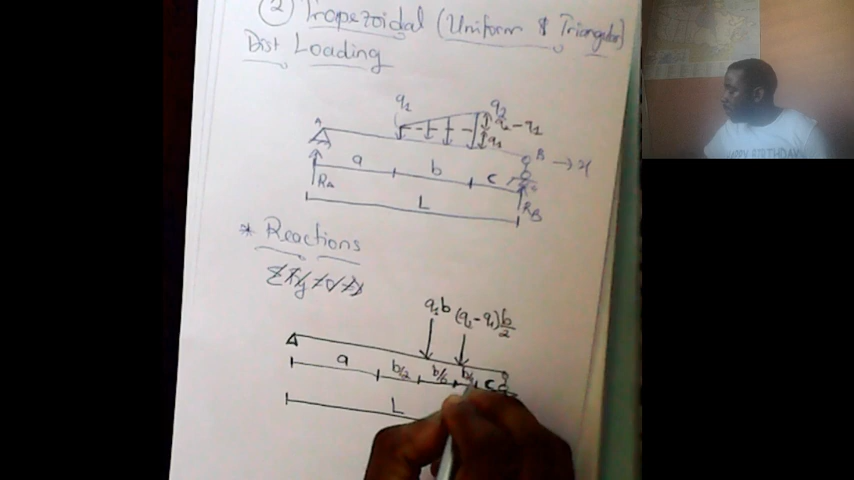 ② Tropezoidal (Uniform & Triangular)
Dist Loading
q₁ q₂
q₂-q₁
q₁
B → x
a b c
RA L RB
* Reactions
q₁b (q₂-q₁)b/2
a b/2 b/6 b/3 c
L